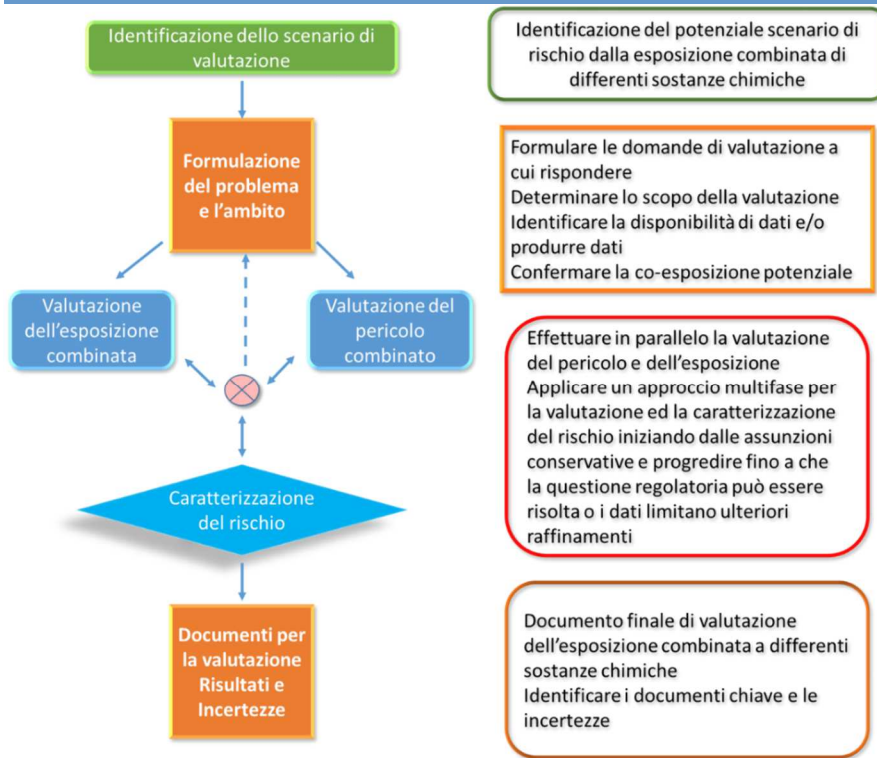 Identificazione dello scenario di
valutazione
Identificazione del potenziale scenario di
rischio dalla esposizione combinata di
differenti sostanze chimiche
Formulazione
del problema
e l'ambito
Formulare le domande di valutazione a
cui rispondere
Determinare lo scopo della valutazione
Identificare la disponibilità di dati e/o
produrre dati
Confermare la co-esposizione potenziale
Valutazione
dell'esposizione
combinata
Valutazione del
pericolo
combinato
Effettuare in parallelo la valutazione
del pericolo e dell'esposizione
Applicare un approccio multifase per
la valutazione ed la caratterizzazione
del rischio iniziando dalle assunzioni
conservative e progredire fino a che
la questione regolatoria può essere
risolta o i dati limitano ulteriori
raffinamenti
Caratterizzazione
del rischio
Documenti per
la valutazione
Risultati e
Incertezze
Documento finale di valutazione
dell'esposizione combinata a differenti
sostanze chimiche
Identificare i documenti chiave e le
incertezze